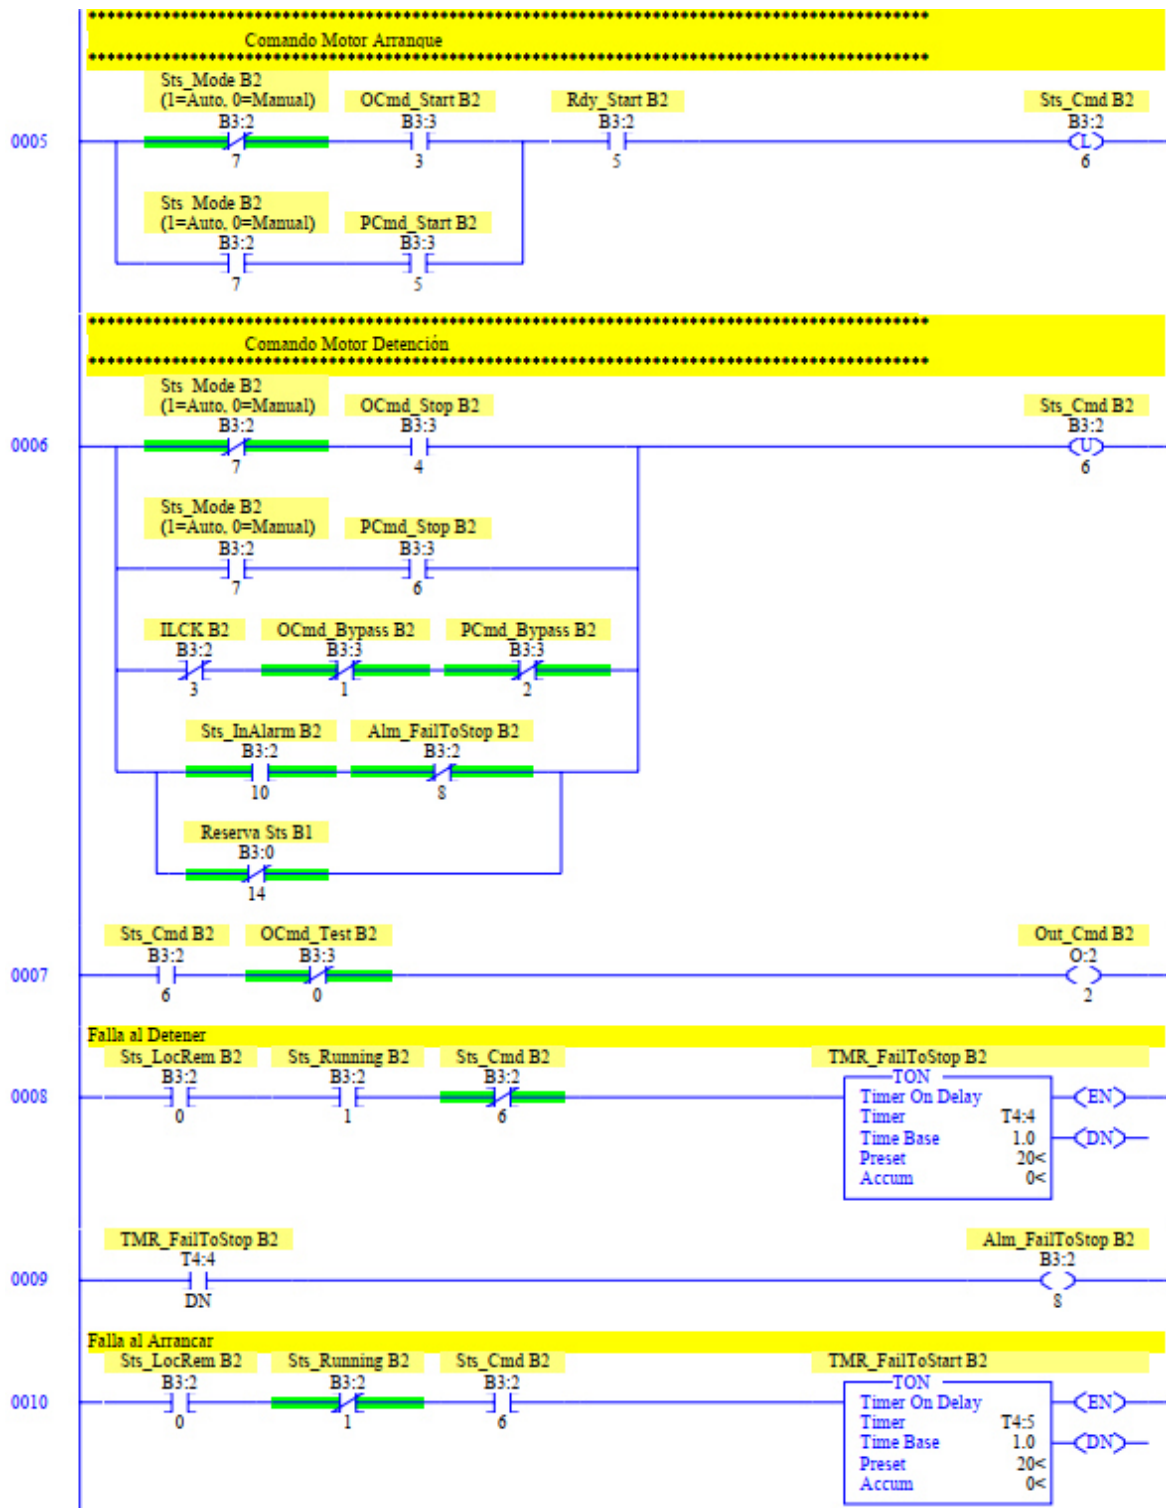 ********************************************************************************
Comando Motor Arranque
********************************************************************************
Sts_Mode B2
(1=Auto, 0=Manual) OCmd_Start B2 Rdy_Start B2 Sts_Cmd B2
B3:2 B3:3 B3:2 B3:2
0005 L
7 3 5 6
Sts Mode B2
(1=Auto, 0=Manual) PCmd_Start B2
B3:2 B3:3
7 5
********************************************************************************
Comando Motor Detención
********************************************************************************
Sts Mode B2
(1=Auto, 0=Manual) OCmd_Stop B2 Sts_Cmd B2
B3:2 B3:3 B3:2
0006 U
7 4 6
Sts_Mode B2
(1=Auto, 0=Manual) PCmd_Stop B2
B3:2 B3:3
7 6
ILCK B2 OCmd_Bypass B2 PCmd_Bypass B2
B3:2 B3:3 B3:3
3 1 2
Sts_InAlarm B2 Alm_FailToStop B2
B3:2 B3:2
10 8
Reserva Sts B1
B3:0
14
Sts_Cmd B2 OCmd_Test B2 Out_Cmd B2
B3:2 B3:3 O:2
0007
6 0 2
Falla al Detener
Sts_LocRem B2 Sts_Running B2 Sts_Cmd B2 TMR_FailToStop B2
B3:2 B3:2 B3:2 TON
0008 Timer On Delay EN
0 1 6 Timer T4:4
Time Base 1.0 DN
Preset 20<
Accum 0<
TMR_FailToStop B2 Alm_FailToStop B2
T4:4 B3:2
0009
DN 8
Falla al Arrancar
Sts_LocRem B2 Sts_Running B2 Sts_Cmd B2 TMR_FailToStart B2
B3:2 B3:2 B3:2 TON
0010 Timer On Delay EN
0 1 6 Timer T4:5
Time Base 1.0 DN
Preset 20<
Accum 0<